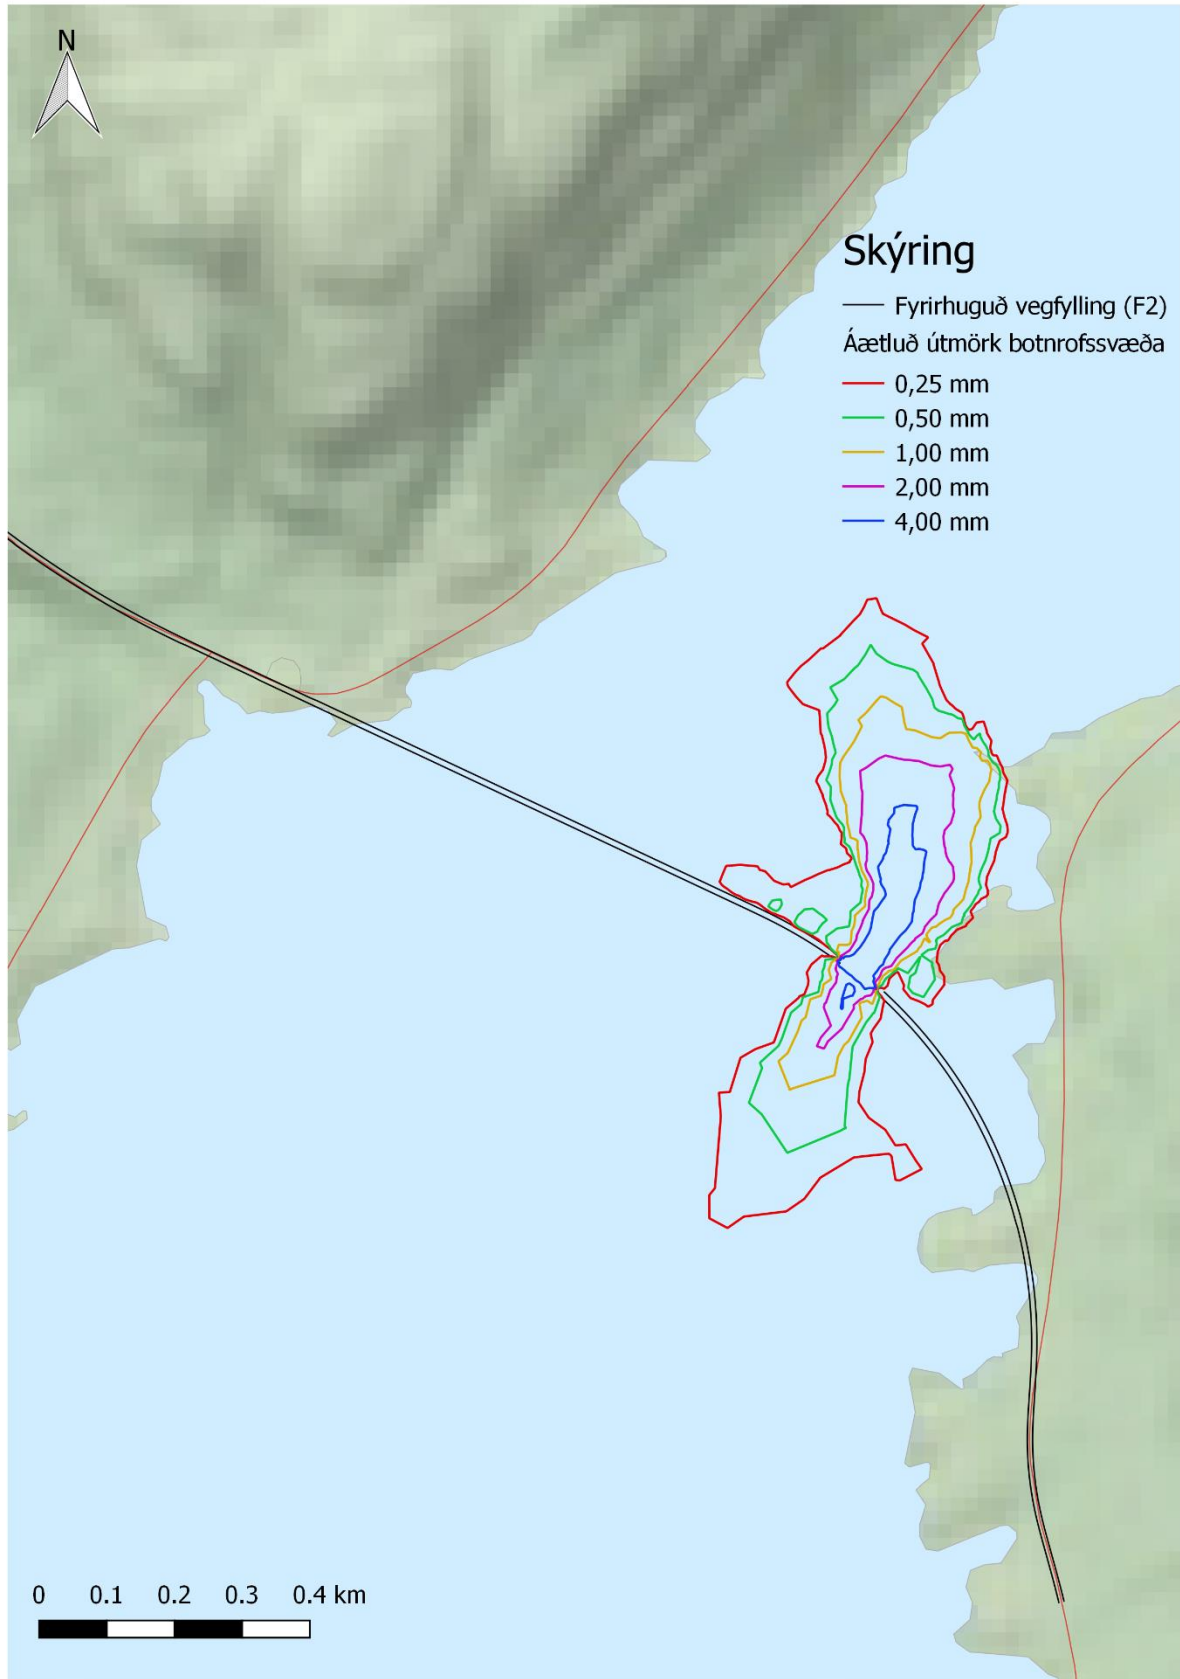 N
Skýring
Fyrirhuguð vegfylling (F2)
Áætluð útmörk botnrofssvæða
0,25 mm
0,50 mm
1,00 mm
2,00 mm
4,00 mm
0 0.1 0.2 0.3 0.4 km